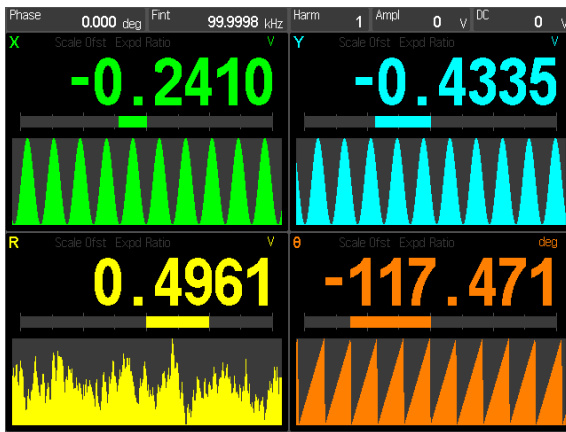 Phase 0.000 deg Fint 99.9998 kHz Harm 1 Ampl 0 V DC 0 V
X Scale Ofst Expd Ratio V
-0.2410
Y Scale Ofst Expd Ratio V
-0.4335
R Scale Ofst Expd Ratio V
0.4961
θ Scale Ofst Expd Ratio deg
-117.471